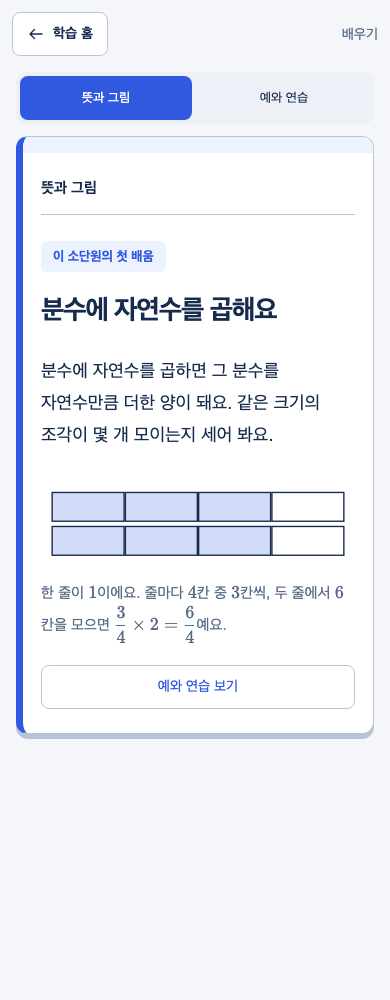 ← 학습 홈
배우기
뜻과 그림
예와 연습
뜻과 그림
이 소단원의 첫 배움
분수에 자연수를 곱해요
분수에 자연수를 곱하면 그 분수를
자연수만큼 더한 양이 돼요. 같은 크기의
조각이 몇 개 모이는지 세어 봐요.
한 줄이 1이에요. 줄마다 4칸 중 3칸씩, 두 줄에서 6
칸을 모으면 3/4 × 2 = 6/4예요.
예와 연습 보기